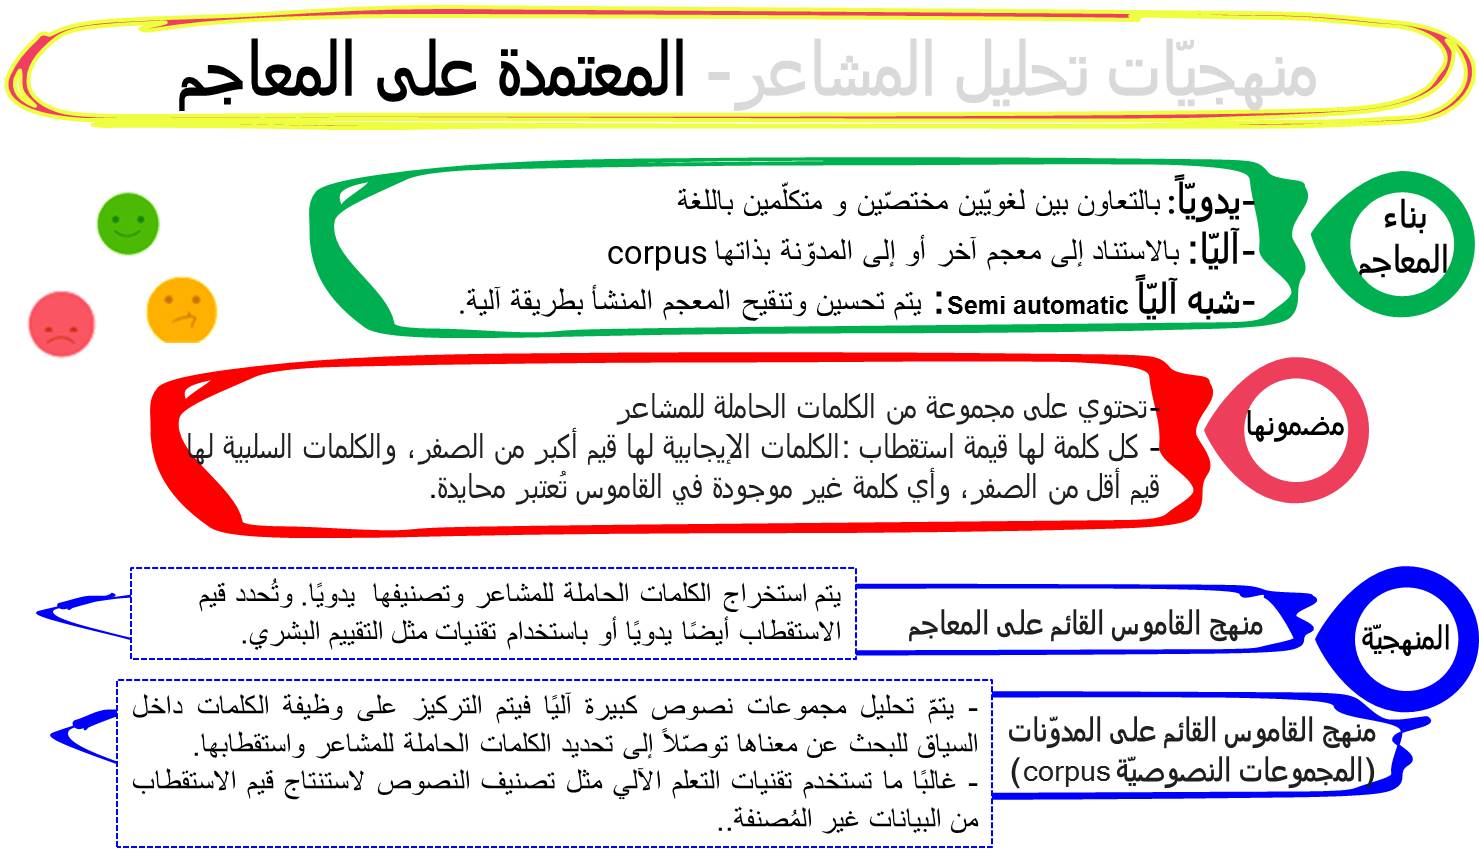 منهجيّات تحليل المشاعر- المعتمدة على المعاجم
بناء
المعاجم
-يدويّاً: بالتعاون بين لغويّين مختصّين و متكلّمين باللغة
-آليّا: بالاستناد إلى معجم آخر أو إلى المدوّنة بذاتها corpus
-شبه آليّاً Semi automatic: يتم تحسين وتنقيح المعجم المنشأ بطريقة آلية.
مضمونها
-تحتوي على مجموعة من الكلمات الحاملة للمشاعر
- كل كلمة لها قيمة استقطاب :الكلمات الإيجابية لها قيم أكبر من الصفر، والكلمات السلبية لها
قيم أقل من الصفر، وأي كلمة غير موجودة في القاموس تُعتبر محايدة.
المنهجيّة
منهج القاموس القائم على المعاجم
يتم استخراج الكلمات الحاملة للمشاعر وتصنيفها يدويًا. وتُحدد قيم
الاستقطاب أيضًا يدويًا أو باستخدام تقنيات مثل التقييم البشري.
منهج القاموس القائم على المدوّنات
(المجموعات النصوصيّة corpus)
- يتمّ تحليل مجموعات نصوص كبيرة آليًا فيتم التركيز على وظيفة الكلمات داخل
السياق للبحث عن معناها توصّلاً إلى تحديد الكلمات الحاملة للمشاعر واستقطابها.
- غالبًا ما تستخدم تقنيات التعلم الآلي مثل تصنيف النصوص لاستنتاج قيم الاستقطاب
من البيانات غير المُصنفة..